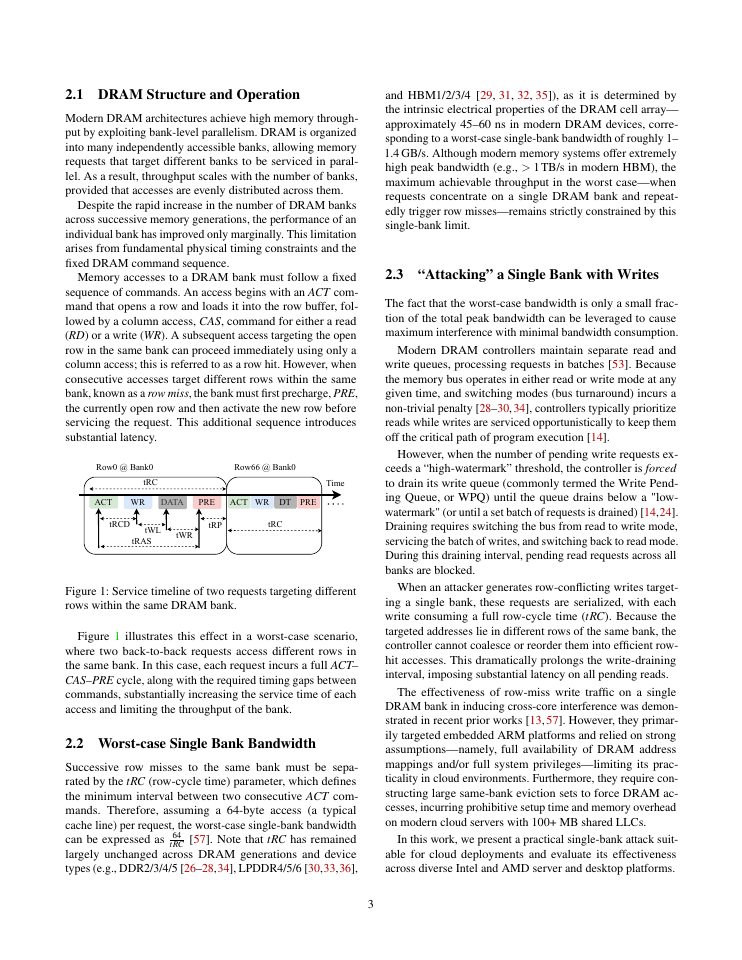 2.1 DRAM Structure and Operation
Modern DRAM architectures achieve high memory through-
put by exploiting bank-level parallelism. DRAM is organized
into many independently accessible banks, allowing memory
requests that target different banks to be serviced in paral-
lel. As a result, throughput scales with the number of banks,
provided that accesses are evenly distributed across them.
Despite the rapid increase in the number of DRAM banks
across successive memory generations, the performance of an
individual bank has improved only marginally. This limitation
arises from fundamental physical timing constraints and the
fixed DRAM command sequence.
Memory accesses to a DRAM bank must follow a fixed
sequence of commands. An access begins with an ACT com-
mand that opens a row and loads it into the row buffer, fol-
lowed by a column access, CAS, command for either a read
(RD) or a write (WR). A subsequent access targeting the open
row in the same bank can proceed immediately using only a
column access; this is referred to as a row hit. However, when
consecutive accesses target different rows within the same
bank, known as a row miss, the bank must first precharge, PRE,
the currently open row and then activate the new row before
servicing the request. This additional sequence introduces
substantial latency.
Row0 @ Bank0 Row66 @ Bank0
tRC Time
ACT WR DATA PRE ACT WR DT PRE ....
tRCD tWL tWR tRP tRC
tRAS
Figure 1: Service timeline of two requests targeting different
rows within the same DRAM bank.
Figure 1 illustrates this effect in a worst-case scenario,
where two back-to-back requests access different rows in
the same bank. In this case, each request incurs a full ACT–
CAS–PRE cycle, along with the required timing gaps between
commands, substantially increasing the service time of each
access and limiting the throughput of the bank.
2.2 Worst-case Single Bank Bandwidth
Successive row misses to the same bank must be sepa-
rated by the tRC (row-cycle time) parameter, which defines
the minimum interval between two consecutive ACT com-
mands. Therefore, assuming a 64-byte access (a typical
cache line) per request, the worst-case single-bank bandwidth
can be expressed as 64/tRC [57]. Note that tRC has remained
largely unchanged across DRAM generations and device
types (e.g., DDR2/3/4/5 [26–28,34], LPDDR4/5/6 [30,33,36],
and HBM1/2/3/4 [29, 31, 32, 35]), as it is determined by
the intrinsic electrical properties of the DRAM cell array—
approximately 45–60 ns in modern DRAM devices, corre-
sponding to a worst-case single-bank bandwidth of roughly 1–
1.4 GB/s. Although modern memory systems offer extremely
high peak bandwidth (e.g., > 1 TB/s in modern HBM), the
maximum achievable throughput in the worst case—when
requests concentrate on a single DRAM bank and repeat-
edly trigger row misses—remains strictly constrained by this
single-bank limit.
2.3 “Attacking” a Single Bank with Writes
The fact that the worst-case bandwidth is only a small frac-
tion of the total peak bandwidth can be leveraged to cause
maximum interference with minimal bandwidth consumption.
Modern DRAM controllers maintain separate read and
write queues, processing requests in batches [53]. Because
the memory bus operates in either read or write mode at any
given time, and switching modes (bus turnaround) incurs a
non-trivial penalty [28–30, 34], controllers typically prioritize
reads while writes are serviced opportunistically to keep them
off the critical path of program execution [14].
However, when the number of pending write requests ex-
ceeds a “high-watermark” threshold, the controller is forced
to drain its write queue (commonly termed the Write Pend-
ing Queue, or WPQ) until the queue drains below a "low-
watermark" (or until a set batch of requests is drained) [14,24].
Draining requires switching the bus from read to write mode,
servicing the batch of writes, and switching back to read mode.
During this draining interval, pending read requests across all
banks are blocked.
When an attacker generates row-conflicting writes target-
ing a single bank, these requests are serialized, with each
write consuming a full row-cycle time (tRC). Because the
targeted addresses lie in different rows of the same bank, the
controller cannot coalesce or reorder them into efficient row-
hit accesses. This dramatically prolongs the write-draining
interval, imposing substantial latency on all pending reads.
The effectiveness of row-miss write traffic on a single
DRAM bank in inducing cross-core interference was demon-
strated in recent prior works [13,57]. However, they primar-
ily targeted embedded ARM platforms and relied on strong
assumptions—namely, full availability of DRAM address
mappings and/or full system privileges—limiting its prac-
ticality in cloud environments. Furthermore, they require con-
structing large same-bank eviction sets to force DRAM ac-
cesses, incurring prohibitive setup time and memory overhead
on modern cloud servers with 100+ MB shared LLCs.
In this work, we present a practical single-bank attack suit-
able for cloud deployments and evaluate its effectiveness
across diverse Intel and AMD server and desktop platforms.
3